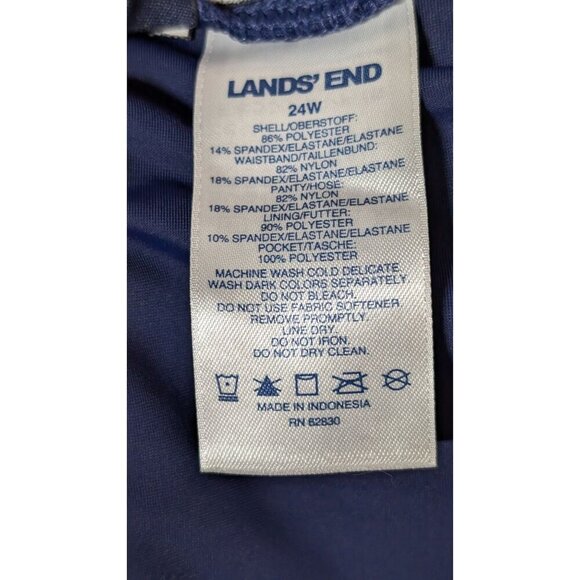 LANDS' END
24W
SHELL/OBERSTOFF:
86% POLYESTER
14% SPANDEX/ELASTANE/ELASTANE
WAISTBAND/TAILLENBUND:
82% NYLON
18% SPANDEX/ELASTANE/ELASTANE
PANTY/HOSE:
82% NYLON
18% SPANDEX/ELASTANE/ELASTANE
LINING/FUTTER:
90% POLYESTER
10% SPANDEX/ELASTANE/ELASTANE
POCKET/TASCHE:
100% POLYESTER
MACHINE WASH COLD DELICATE.
WASH DARK COLORS SEPARATELY.
DO NOT BLEACH.
DO NOT USE FABRIC SOFTENER.
REMOVE PROMPTLY.
LINE DRY.
DO NOT IRON.
DO NOT DRY CLEAN.
MADE IN INDONESIA
RN 62830